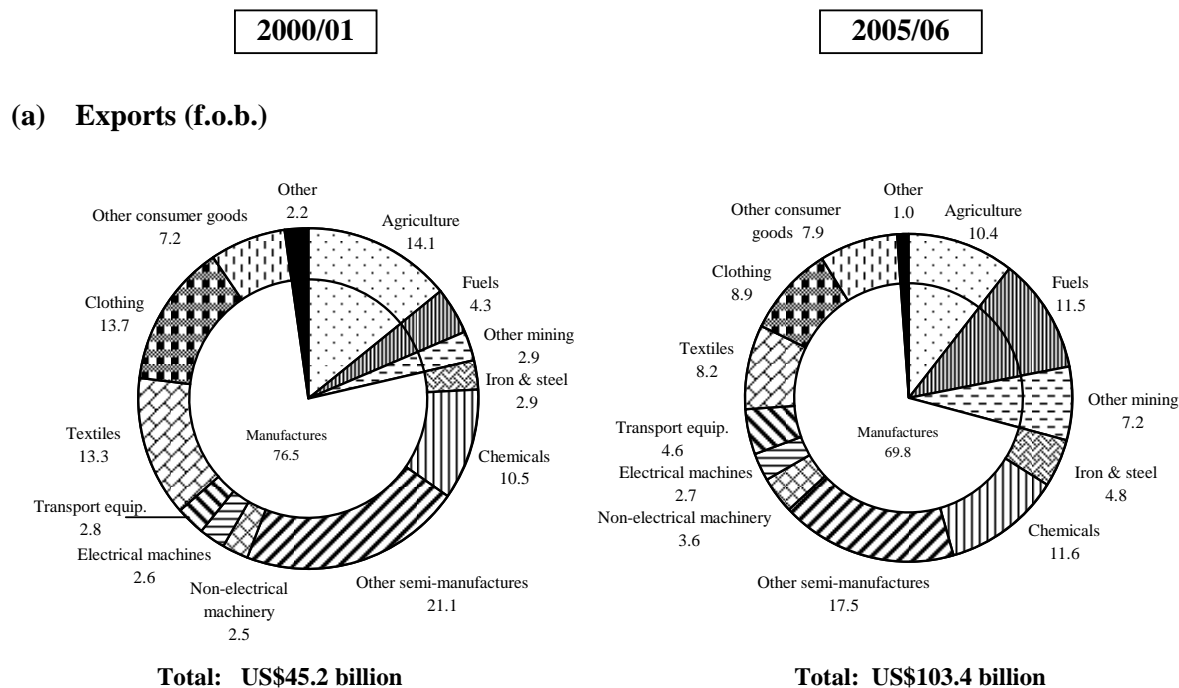 2000/01
2005/06
(a) Exports (f.o.b.)
Other
2.2
Other consumer goods
7.2
Agriculture
14.1
Fuels
4.3
Clothing
13.7
Other mining
2.9
Iron & steel
2.9
Textiles
13.3
Manufactures
76.5
Chemicals
10.5
Transport equip.
2.8
Electrical machines
2.6
Non-electrical
machinery
2.5
Other semi-manufactures
21.1
Total: US$45.2 billion
Other
1.0
Other consumer
goods 7.9
Agriculture
10.4
Clothing
8.9
Fuels
11.5
Textiles
8.2
Other mining
7.2
Transport equip.
4.6
Manufactures
69.8
Electrical machines
2.7
Iron & steel
4.8
Non-electrical machinery
3.6
Chemicals
11.6
Other semi-manufactures
17.5
Total: US$103.4 billion